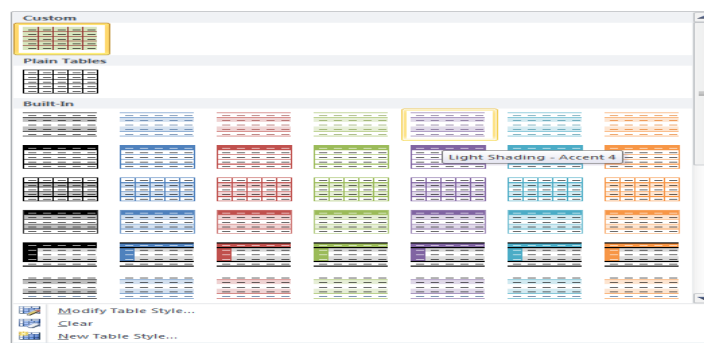 Custom
Plain Tables
Built-In
Light Shading - Accent 4
Modify Table Style...
Clear
New Table Style...